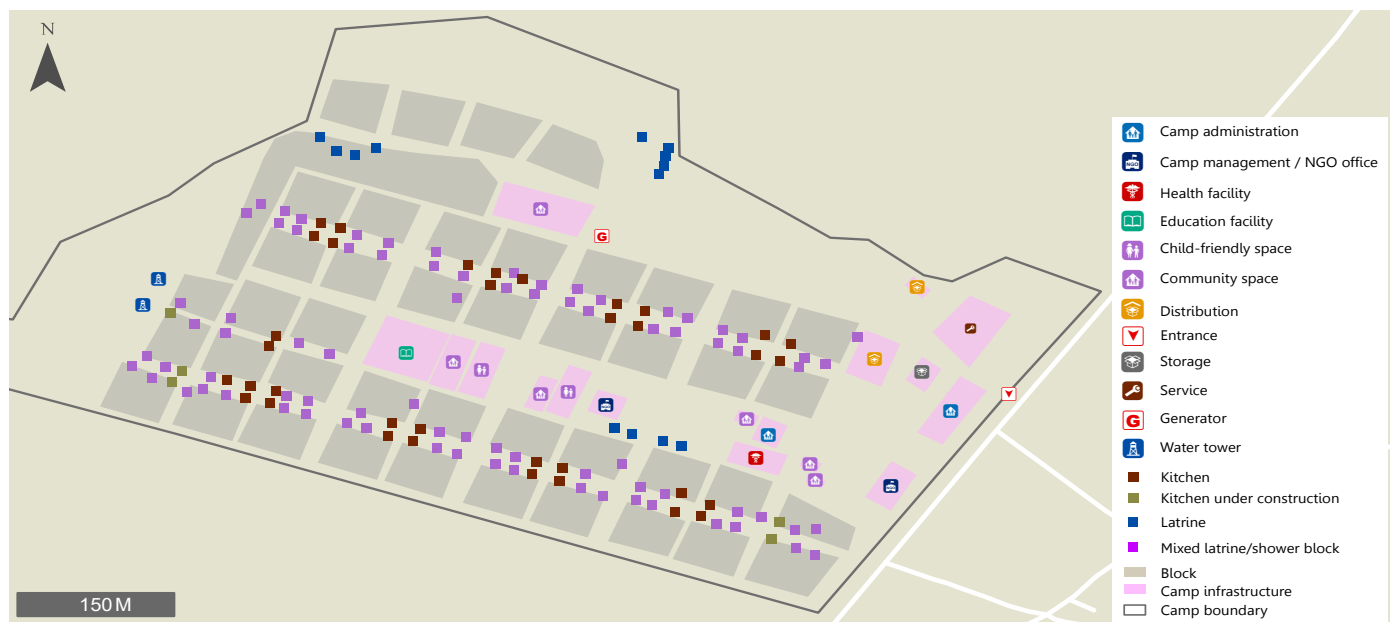 N
Camp administration
NGO
Camp management / NGO office
Health facility
Education facility
Child-friendly space
Community space
Distribution
Entrance
Storage
Service
G
G
Generator
Water tower
Kitchen
Kitchen under construction
Latrine
Mixed latrine/shower block
Block
Camp infrastructure
Camp boundary
150 M